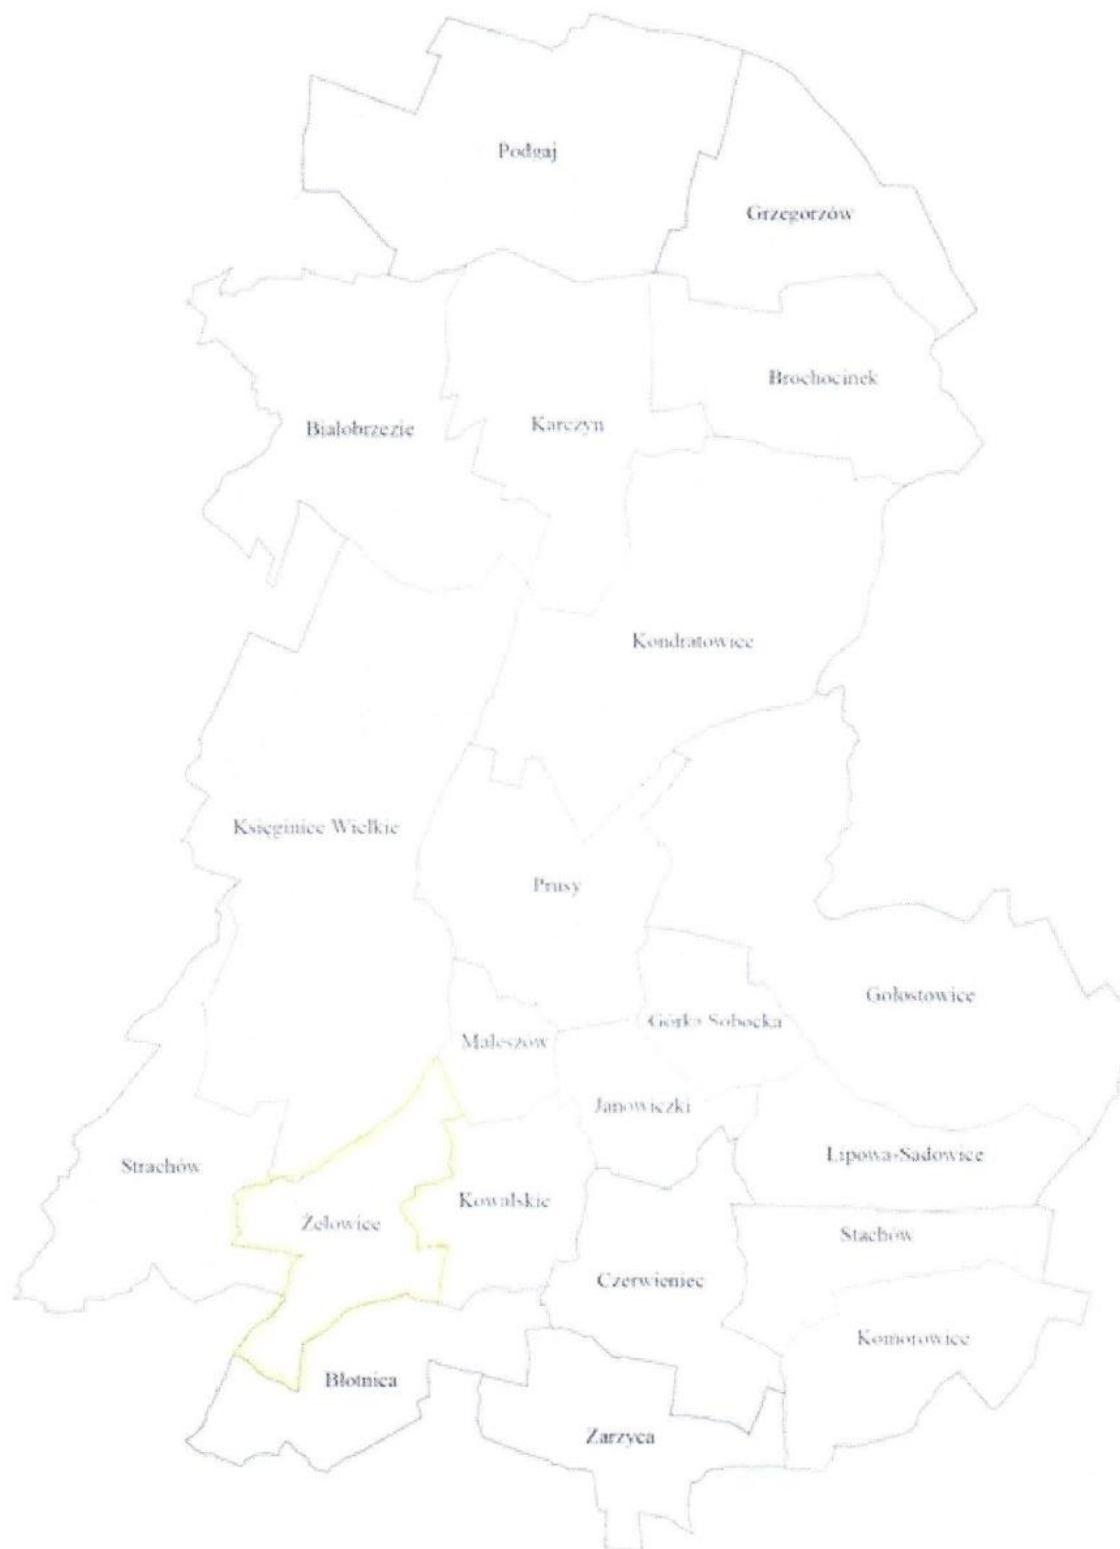 Podgaj
Grzegorzów
Brochocinek
Białobrzezie
Karczyn
Kondratowice
Księginice Wielkie
Prusy
Gołostowice
Górka Sobocka
Maleszów
Janowiczki
Lipowa-Sadowice
Strachów
Kowalskie
Żelowice
Stachów
Czerwieniec
Komorowice
Błotnica
Zarzyca